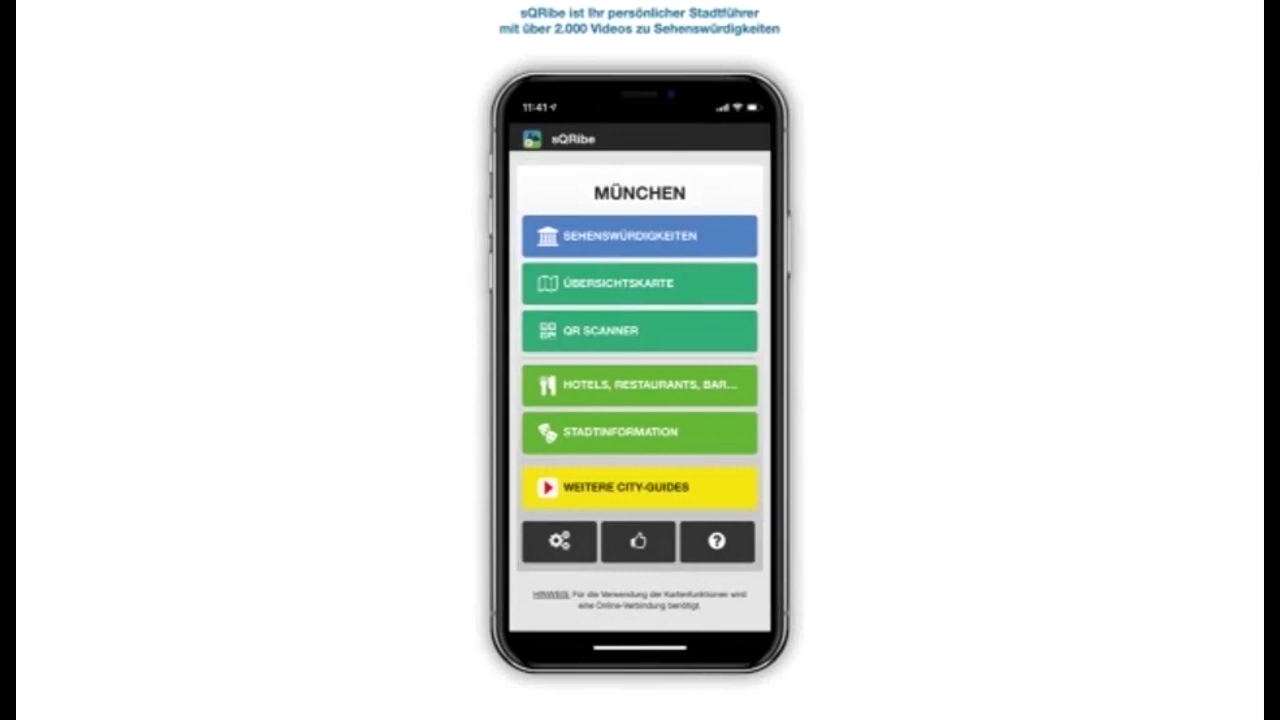 sQRibe ist Ihr persönlicher Stadtführer
mit über 2.000 Videos zu Sehenswürdigkeiten
11:41
sQRibe
MÜNCHEN
SEHENSWÜRDIGKEITEN
ÜBERSICHTSKARTE
QR SCANNER
HOTELS, RESTAURANTS, BAR...
STADTINFORMATION
WEITERE CITY-GUIDES
HINWEIS: Für die Verwendung der Kartenfunktionen wird
eine Online-Verbindung benötigt.